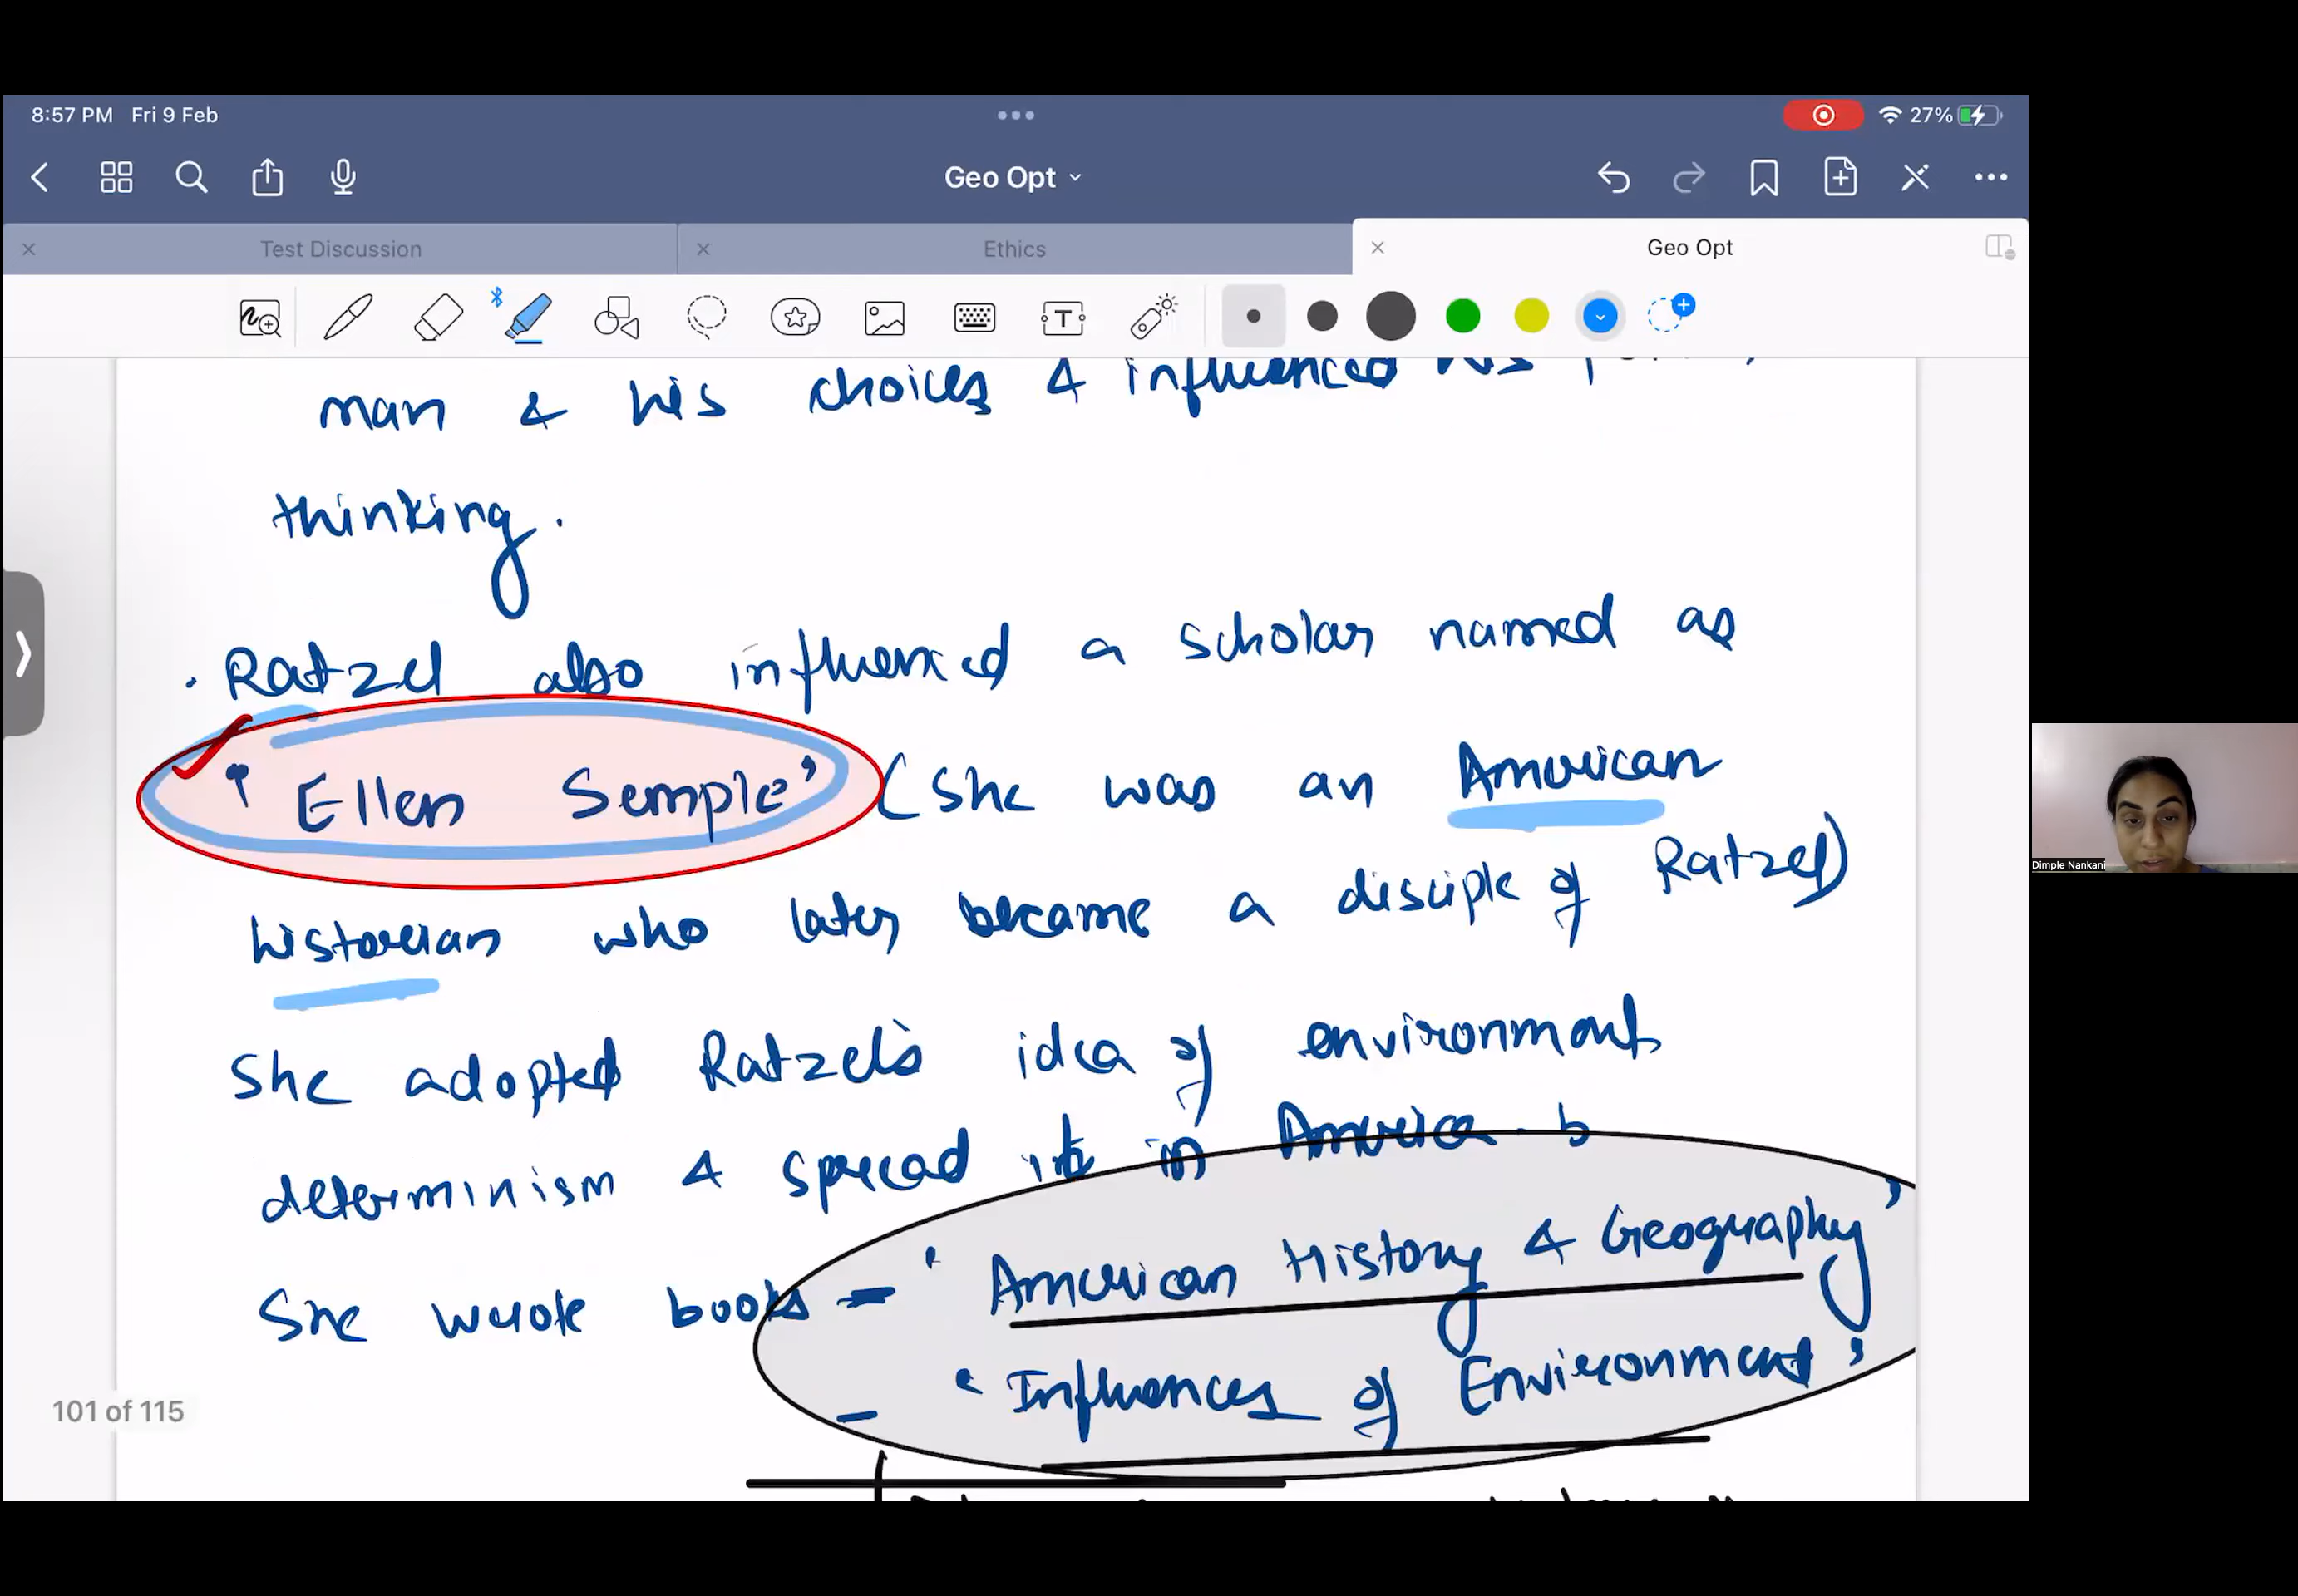 8:57 PM Fri 9 Feb
27%
Geo Opt
Test Discussion Ethics Geo Opt
man & his choices & influenced his
thinking.
. Ratzel also influenced a scholar named as
' Ellen Semple' (She was an American
historian who later became a disciple of Ratzel)
She adopted Ratzel's idea of environment
determinism & spread it in America.
She wrote books - ' American History & Geography'
- ' Influences of Environment'
101 of 115
Dimple Nankani